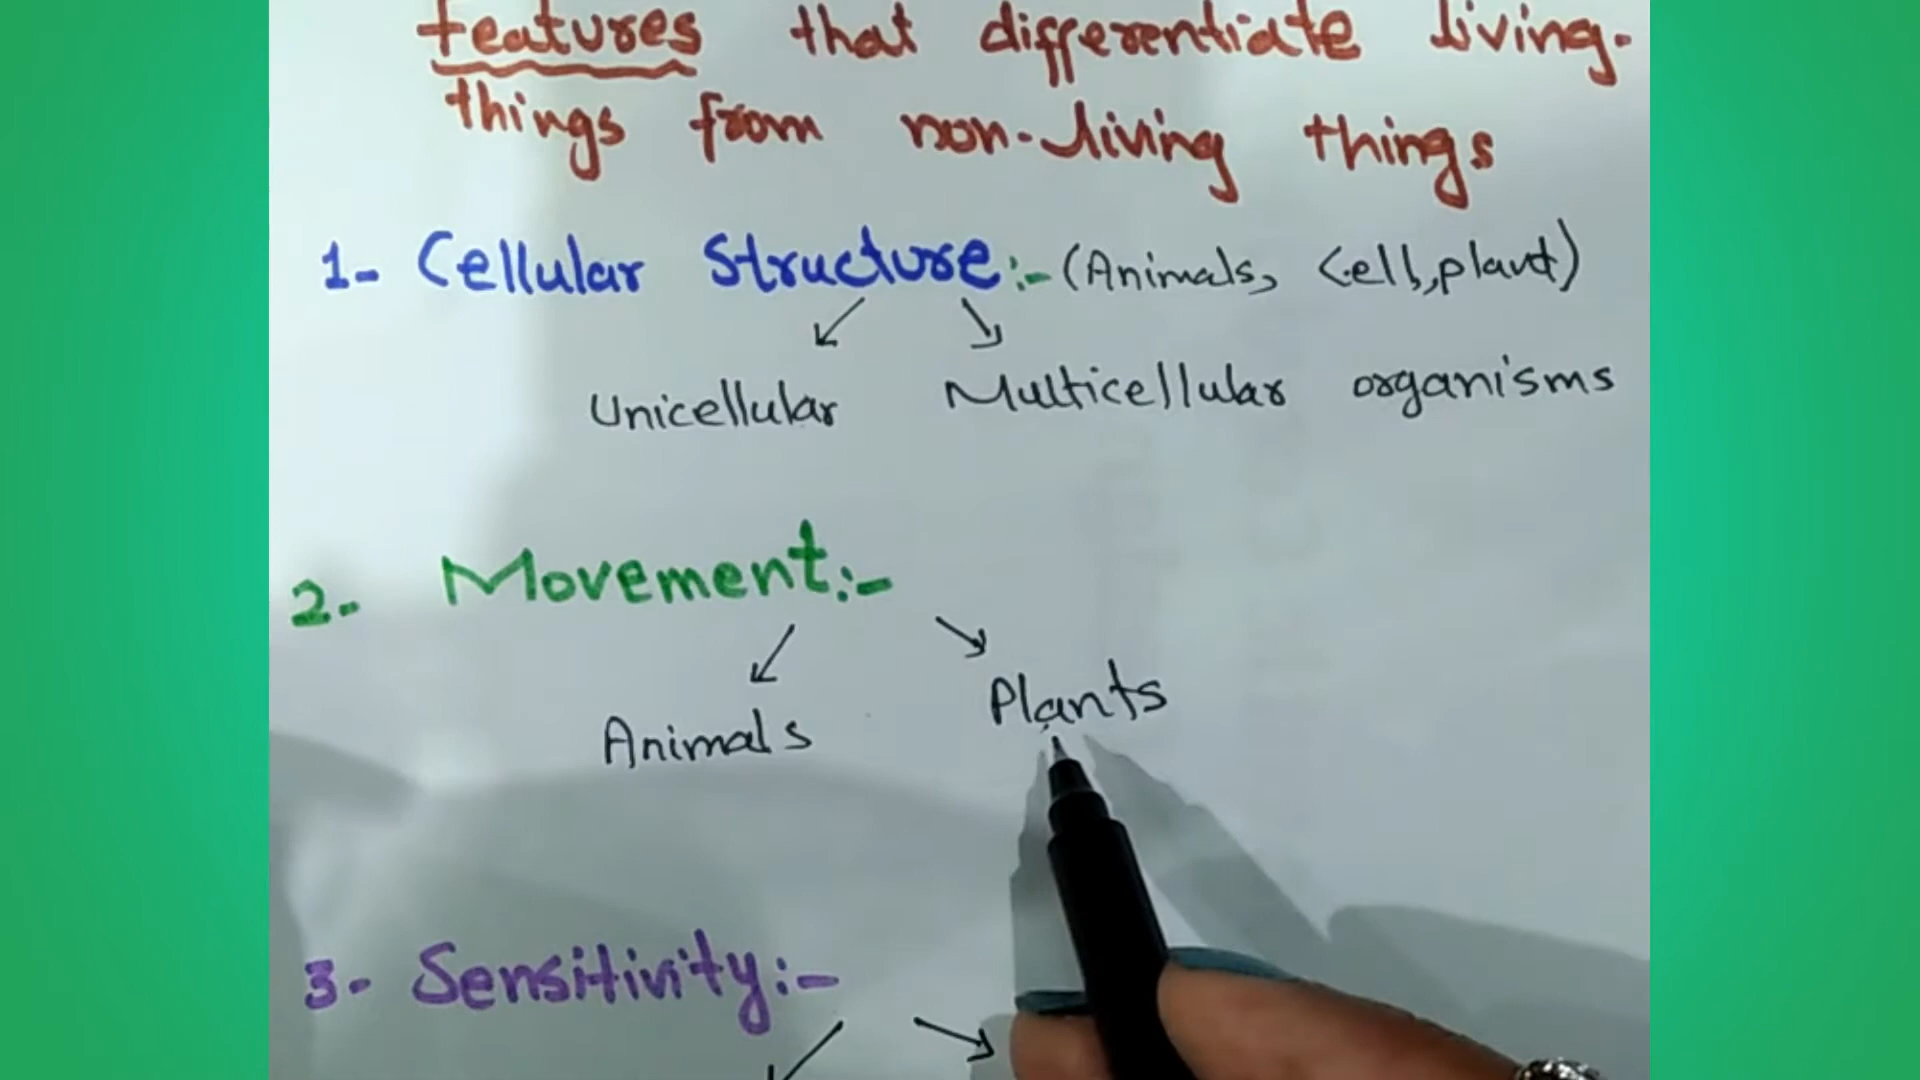 features that differentiate living-
things from non-living things
1- Cellular Structure:- (Animals, Cell, plant)
Unicellular Multicellular organisms
2- Movement:-
Animals Plants
3- Sensitivity:-